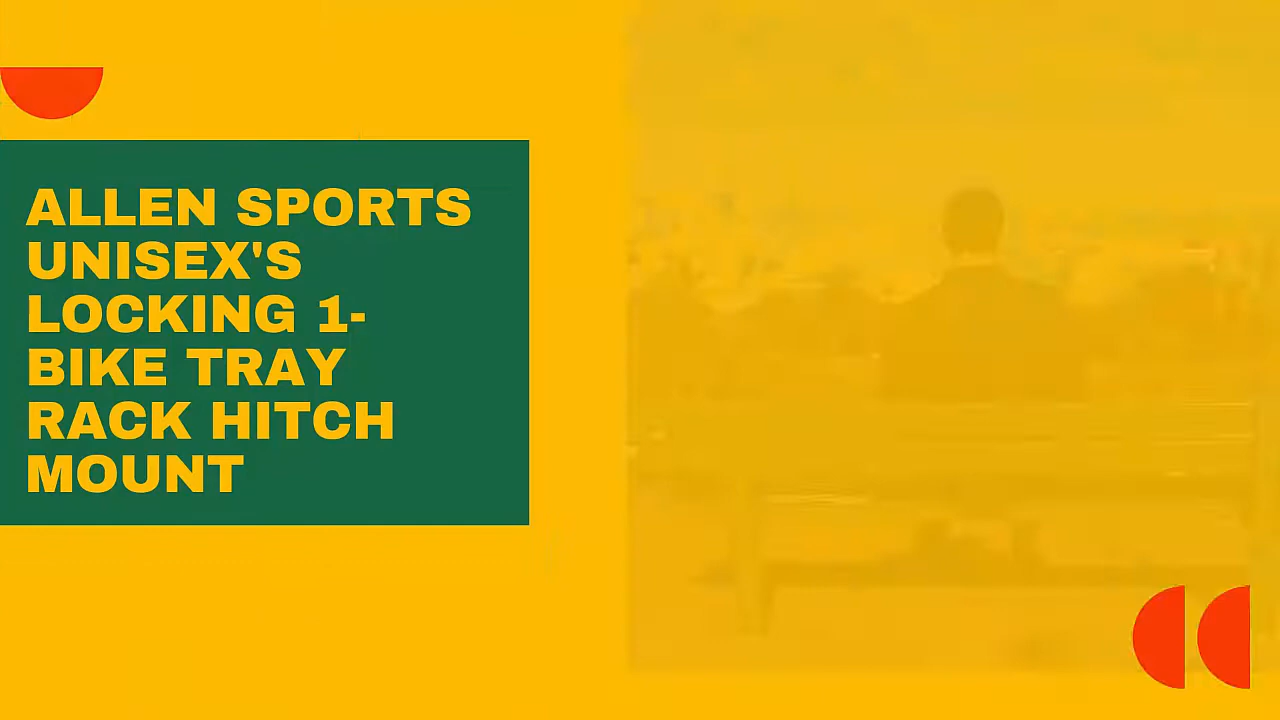 ALLEN SPORTS
UNISEX'S
LOCKING 1-
BIKE TRAY
RACK HITCH
MOUNT